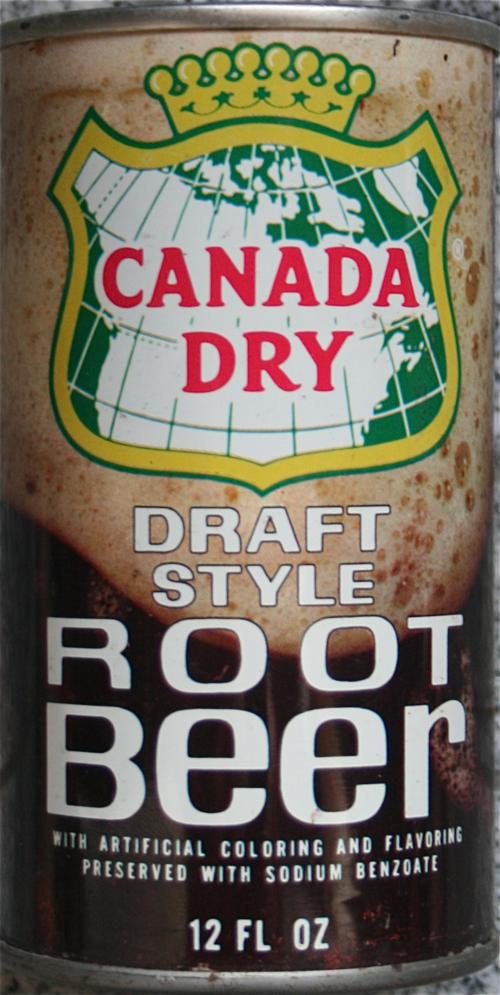 CANADA
DRY
®
DRAFT
STYLE
ROOT
Beer
WITH ARTIFICIAL COLORING AND FLAVORING
PRESERVED WITH SODIUM BENZOATE
12 FL OZ